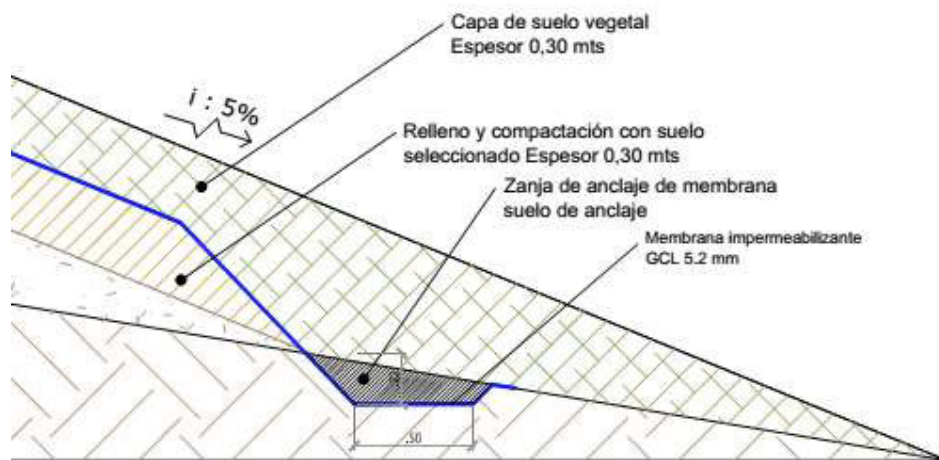 Capa de suelo vegetal
Espesor 0,30 mts
i : 5%
Relleno y compactación con suelo
seleccionado Espesor 0,30 mts
Zanja de anclaje de membrana
suelo de anclaje
Membrana impermeabilizante
GCL 5.2 mm
.50